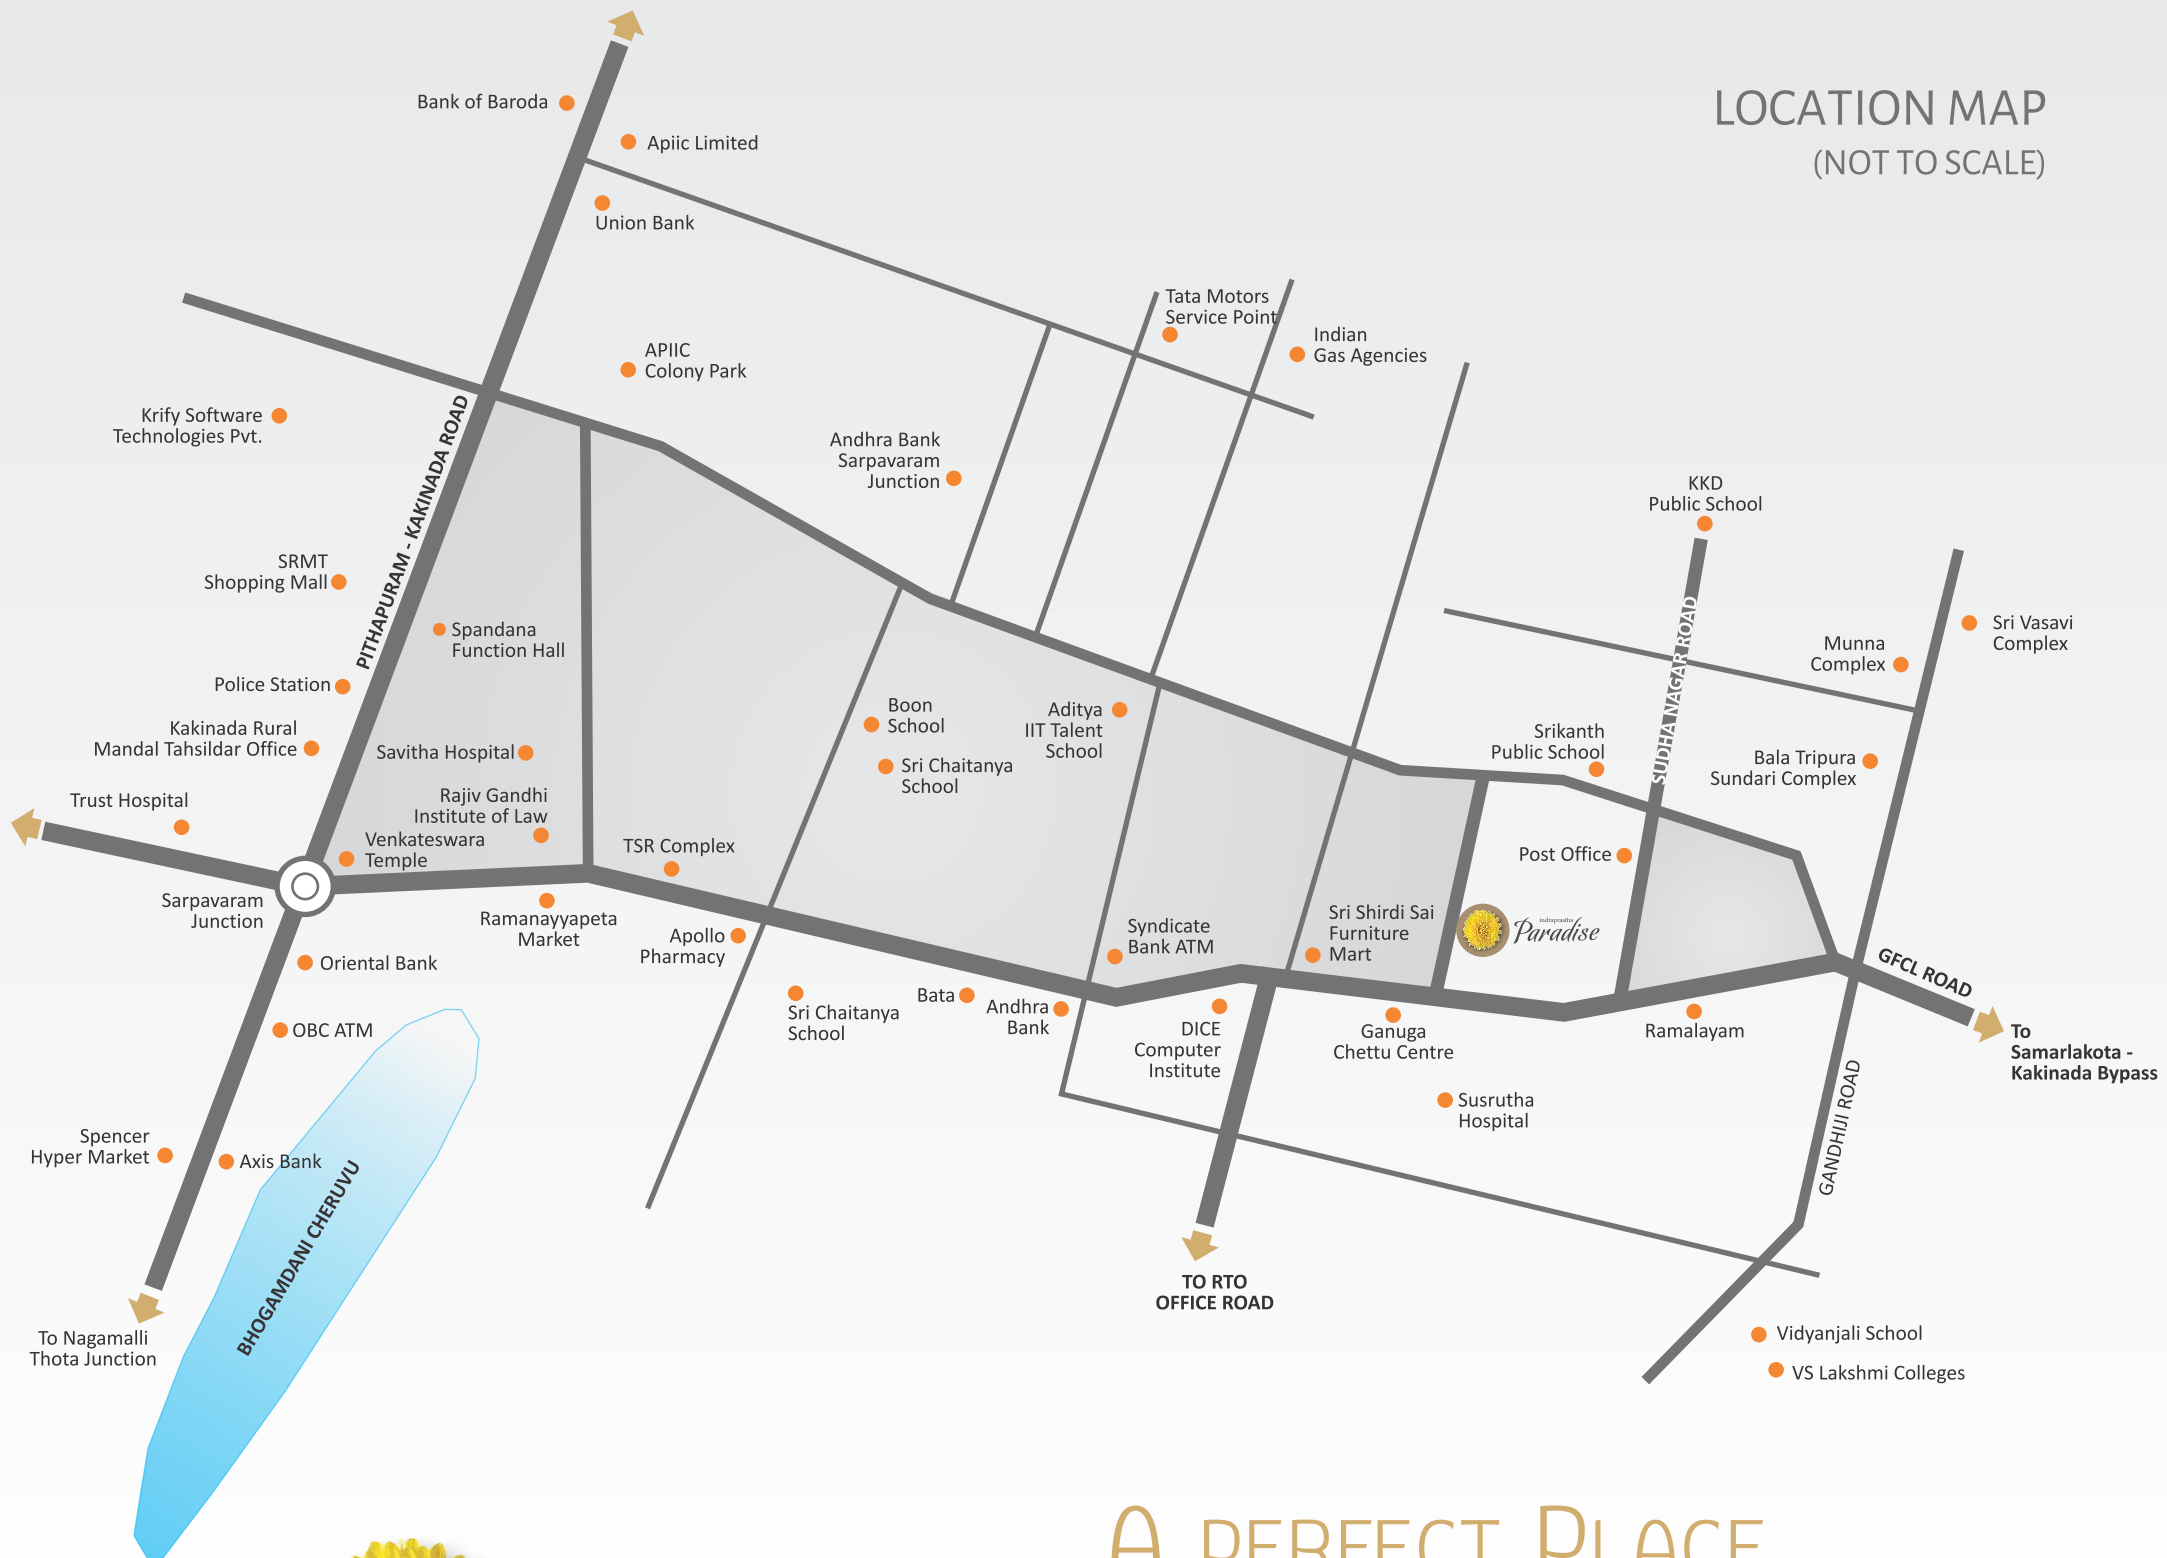 LOCATION MAP
(NOT TO SCALE)
Bank of Baroda
Apiic Limited
Union Bank
Tata Motors
Service Point
Indian
Gas Agencies
APIIC
Colony Park
Krify Software
Technologies Pvt.
PITHAPURAM - KAKINADA ROAD
Andhra Bank
Sarpavaram
Junction
KKD
Public School
SRMT
Shopping Mall
Spandana
Function Hall
SUDHA NAGAR ROAD
Sri Vasavi
Complex
Munna
Complex
Police Station
Kakinada Rural
Mandal Tahsildar Office
Savitha Hospital
Boon
School
Aditya
IIT Talent
School
Sri Chaitanya
School
Srikanth
Public School
Bala Tripura
Sundari Complex
Trust Hospital
Rajiv Gandhi
Institute of Law
Venkateswara
Temple
TSR Complex
Post Office
Sarpavaram
Junction
Ramanayyapeta
Market
Apollo
Pharmacy
Syndicate
Bank ATM
Sri Shirdi Sai
Furniture
Mart
indraprastha
Paradise
GFCL ROAD
Oriental Bank
OBC ATM
Sri Chaitanya
School
Bata
Andhra
Bank
DICE
Computer
Institute
Ganuga
Chettu Centre
Ramalayam
To
Samarlakota -
Kakinada Bypass
Susrutha
Hospital
GANDHIJI ROAD
Spencer
Hyper Market
Axis Bank
BHOGAMDANI CHERUVU
TO RTO
OFFICE ROAD
To Nagamalli
Thota Junction
Vidyanjali School
VS Lakshmi Colleges
A PERFECT PLACE